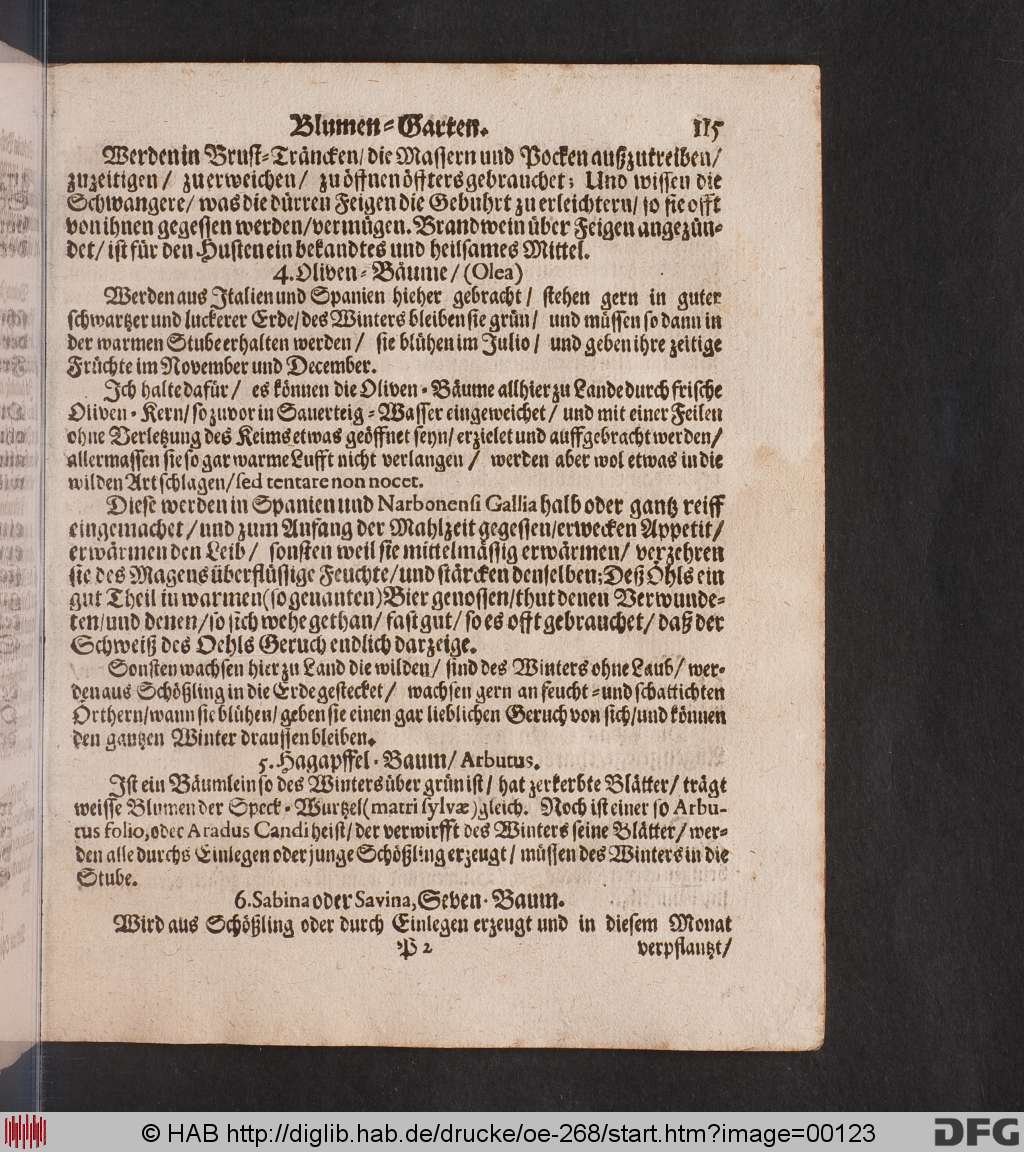 Blumen-Garten. 115
Werden in Brust-Träncken/ die Massern und Pocken außzutreiben/
zuzeitigen/ zu erweichen/ zu öffnen öffters gebrauchet; Und wissen die
Schwangere/ was die dürren Feigen die Gebuhrt zu erleichtern/ so sie offt
von ihnen gegessen werden/ vermügen. Brandwein über Feigen angezün-
det/ ist für den Husten ein bekandtes und heilsames Mittel.
4. Oliven-Bäume/ (Olea)
Werden aus Italien und Spanien hieher gebracht/ stehen gern in guter
schwartzer und luckerer Erde/ des Winters bleiben sie grün/ und müssen so dann in
der warmen Stube erhalten werden/ sie blühen im Julio/ und geben ihre zeitige
Früchte im November und December.
Ich halte dafür/ es können die Oliven-Bäume allhier zu Lande durch frische
Oliven-Kern/ so zuvor in Sauerteig-Wasser eingeweichet/ und mit einer Feilen
ohne Verletzung des Keims etwas geöffnet seyn/ erzielet und auffgebracht werden/
allermassen sie so gar warme Lufft nicht verlangen/ werden aber wol etwas in die
wilden Art schlagen/ sed tentare non nocet.
Diese werden in Spanien und Narbonensi Gallia halb oder gantz reiff
eingemachet/ und zum Anfang der Mahlzeit gegessen/ erwecken Appetit/
erwärmen den Leib/ sonsten weil sie mittelmässig erwärmen/ verzehren
sie des Magens überflüssige Feuchte/ und stärcken denselben; Deß Öhls ein
gut Theil in warmen (so genanten) Bier genossen/ thut denen Verwunde-
ten/ und denen/ so sich wehe gethan/ fast gut/ so es offt gebrauchet/ daß der
Schweiß des Oehls Geruch endlich darzeige.
Sonsten wachsen hier zu Land die wilden/ sind des Winters ohne Laub/ wer-
den aus Schößling in die Erde gestecket/ wachsen gern an feucht- und schattichten
Örthern/ wann sie blühen/ geben sie einen gar lieblichen Geruch von sich/ und können
den gantzen Winter draussen bleiben.
5. Hagapffel-Baum/ Arbutus.
Ist ein Bäumlein so des Winters über grün ist/ hat zerkerbte Blätter/ trägt
weisse Blumen der Speck-Wurtzel (matri sylvæ) gleich. Noch ist einer so Arbu-
tus folio, oder Aradus Candi heist/ der verwirfft des Winters seine Blätter/ wer-
den alle durchs Einlegen oder junge Schößling erzeugt/ müssen des Winters in die
Stube.
6. Sabina oder Savina, Seven-Baum.
Wird aus Schößling oder durch Einlegen erzeugt und in diesem Monat
P 2 verpflantzt/
© HAB http://diglib.hab.de/drucke/oe-268/start.htm?image=00123
DFG